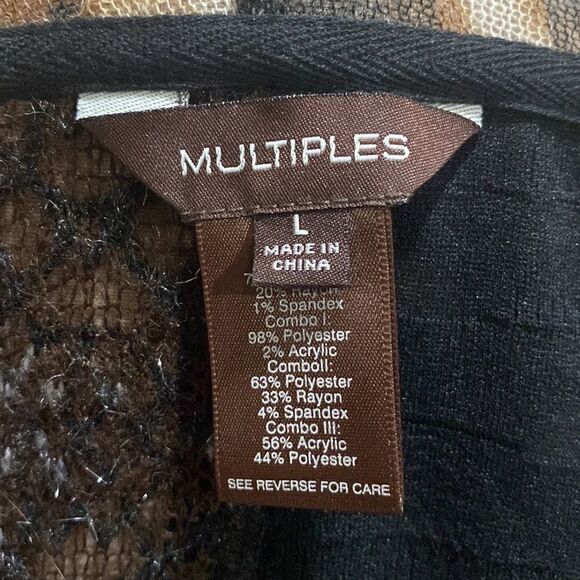 MULTIPLES
L
MADE IN
CHINA
20% Rayon
1% Spandex
Combo I
98% Polyester
2% Acrylic
ComboII:
63% Polyester
33% Rayon
4% Spandex
Combo III:
56% Acrylic
44% Polyester
SEE REVERSE FOR CARE